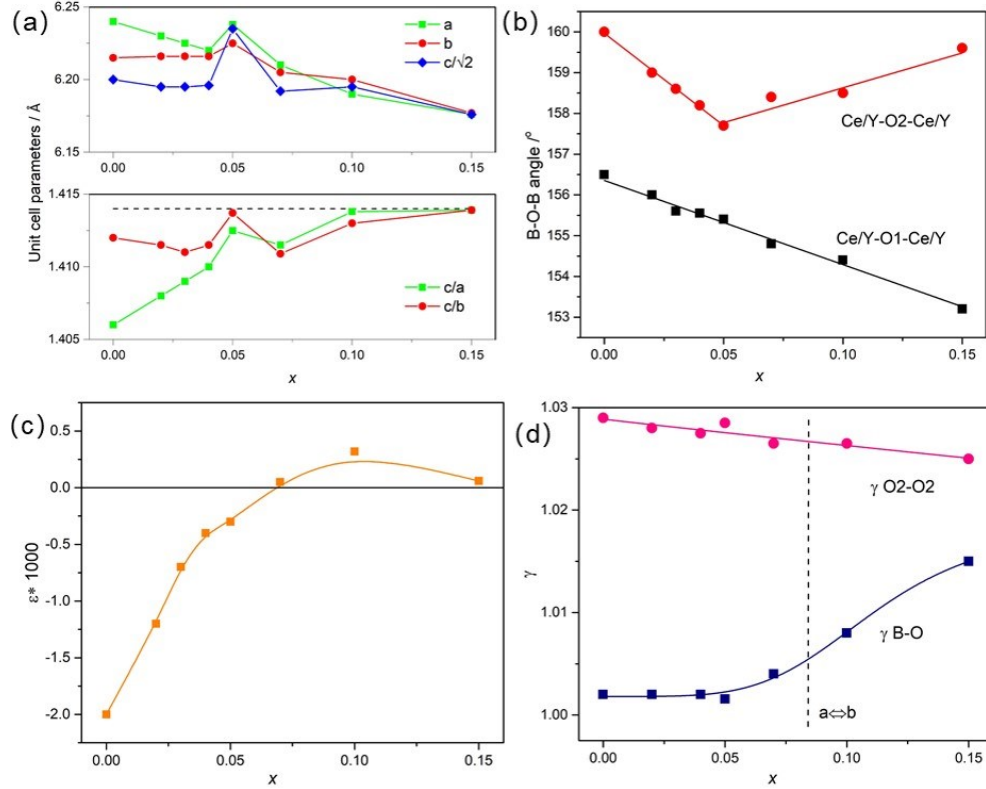 (a)
6.25
6.20
6.15
a
b
c/√2
0.00 0.05 0.10 0.15
Unit cell parameters / Å
1.415
1.410
1.405
c/a
c/b
0.00 0.05 0.10 0.15
x
(b)
160
159
158
157
156
155
154
153
B-O-B angle /°
Ce/Y-O2-Ce/Y
Ce/Y-O1-Ce/Y
0.00 0.05 0.10 0.15
x
(c)
0.5
0.0
-0.5
-1.0
-1.5
-2.0
ε* 1000
0.00 0.05 0.10 0.15
x
(d)
1.03
1.02
1.01
1.00
γ
γ O2-O2
γ B-O
a⇔b
0.00 0.05 0.10 0.15
x